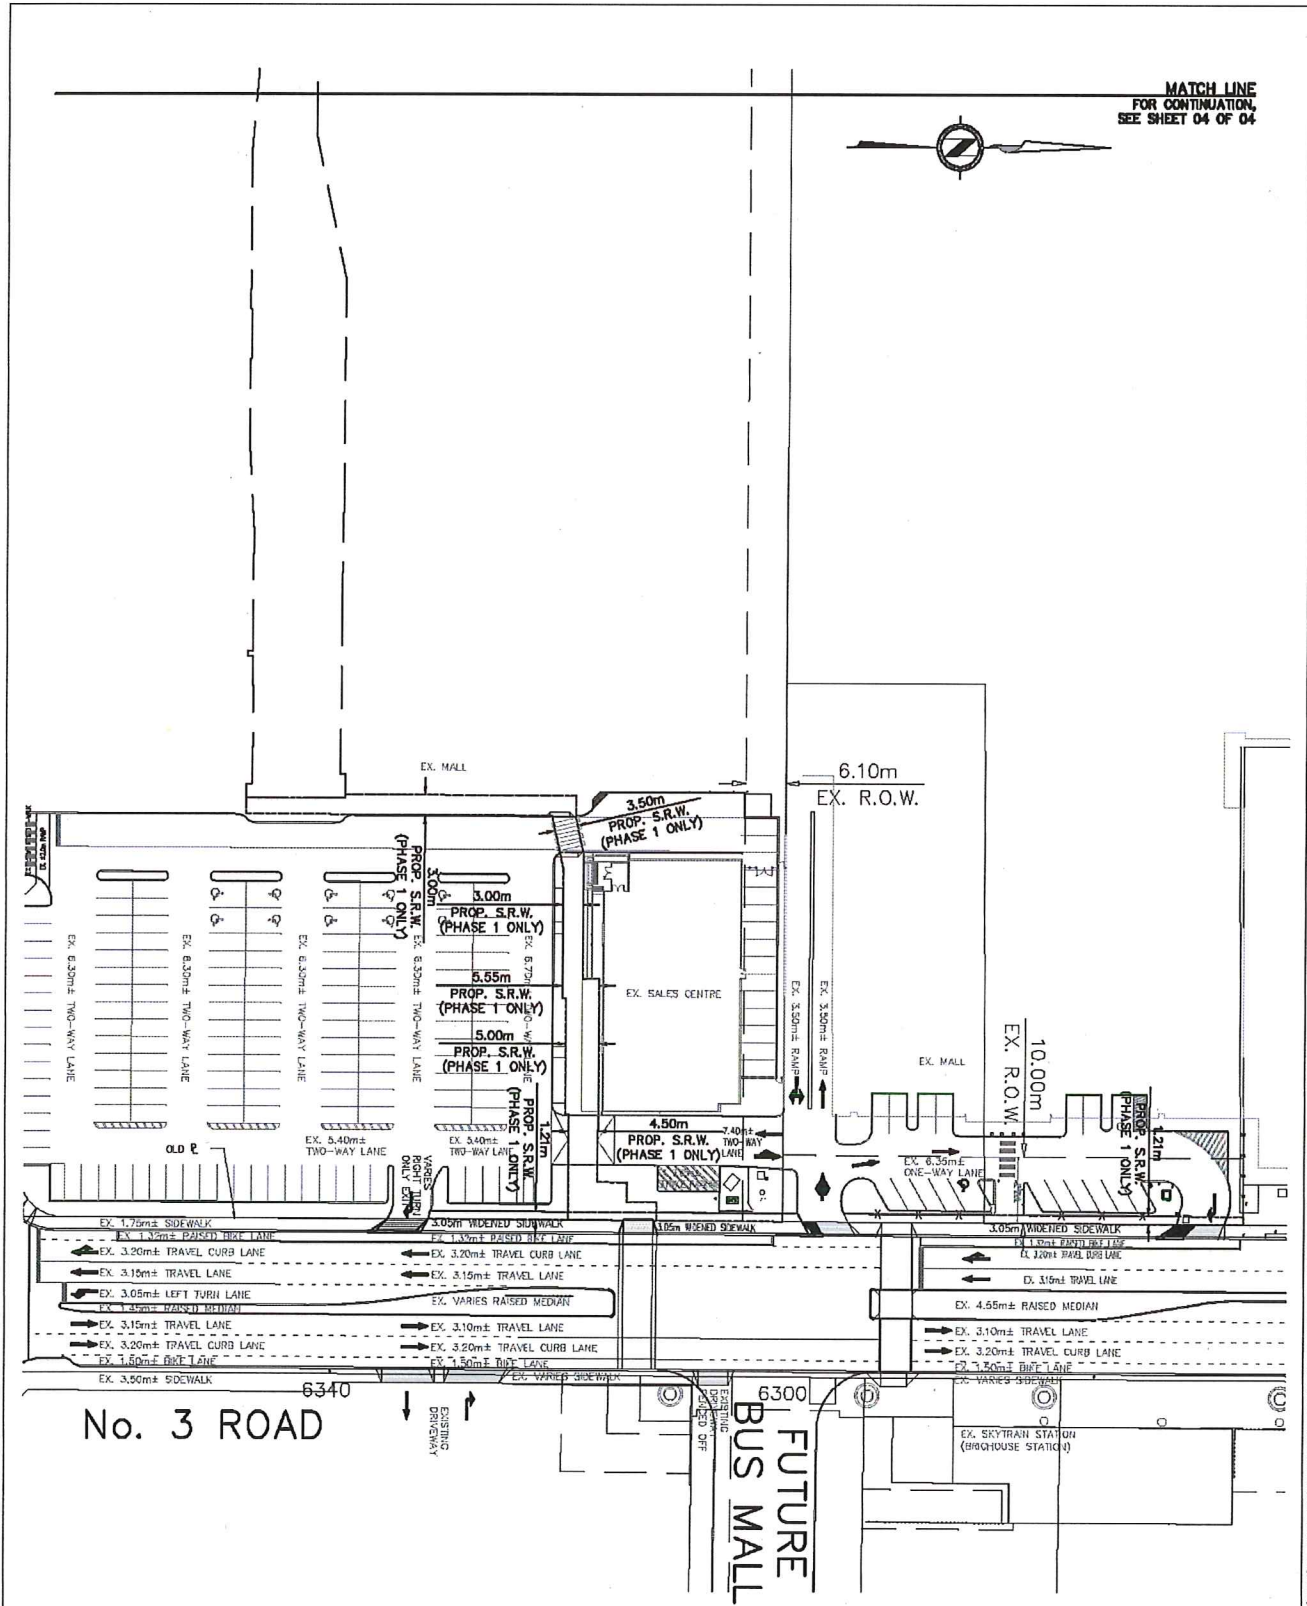 MATCH LINE
FOR CONTINUATION,
SEE SHEET 04 OF 04
6.10m
EX. R.O.W.
EX. MALL
3.50m
PROP. S.R.W.
(PHASE 1 ONLY)
3.00m
PROP. S.R.W.
(PHASE 1 ONLY)
3.00m
PROP. S.R.W.
(PHASE 1 ONLY)
5.55m
PROP. S.R.W.
(PHASE 1 ONLY)
5.00m
PROP. S.R.W.
(PHASE 1 ONLY)
EX. 6.30m± TWO-WAY LANE
EX. 6.30m± TWO-WAY LANE
EX. 6.30m± TWO-WAY LANE
EX. 6.30m± TWO-WAY LANE
EX. SALES CENTRE
EX. 3.50m± RAMP
EX. 3.50m± RAMP
EX. MALL
10.00m
EX. R.O.W.
1.21m
PROP. S.R.W.
(PHASE 1 ONLY)
1.21m
PROP. S.R.W.
(PHASE 1 ONLY)
4.50m
PROP. S.R.W.
(PHASE 1 ONLY)
7.40m±
TWO-WAY
LANE
EX. 5.40m±
TWO-WAY LANE
EX. 5.40m±
TWO-WAY LANE
EX. 6.35m±
ONE-WAY LANE
OLD PL
VARIES
RIGHT TURN
ONLY EXIT
EX. 1.75m± SIDEWALK
3.05m WIDENED SIDEWALK
3.05m WIDENED SIDEWALK
3.05m WIDENED SIDEWALK
EX. 1.32m± RAISED BIKE LANE
EX. 1.32m± RAISED BIKE LANE
EX. 1.32m± RAISED BIKE LANE
EX. 3.20m± TRAVEL CURB LANE
EX. 3.20m± TRAVEL CURB LANE
EX. 3.20m± TRAVEL CURB LANE
EX. 3.15m± TRAVEL LANE
EX. 3.15m± TRAVEL LANE
EX. 3.15m± TRAVEL LANE
EX. 3.05m± LEFT TURN LANE
EX. VARIES RAISED MEDIAN
EX. 4.55m± RAISED MEDIAN
EX. 1.45m± RAISED MEDIAN
EX. 3.15m± TRAVEL LANE
EX. 3.10m± TRAVEL LANE
EX. 3.10m± TRAVEL LANE
EX. 3.20m± TRAVEL CURB LANE
EX. 3.20m± TRAVEL CURB LANE
EX. 3.20m± TRAVEL CURB LANE
EX. 1.50m± BIKE LANE
EX. 1.50m± BIKE LANE
EX. 1.50m± BIKE LANE
EX. 3.50m± SIDEWALK
EX. VARIES SIDEWALK
EX. VARIES SIDEWALK
6340
6300
No. 3 ROAD
EXISTING
DRIVEWAY
EXISTING
DRIVEWAY
FUTURE
BUS MALL
EX. SKYTRAIN STATION
(BRIGHOUSE STATION)